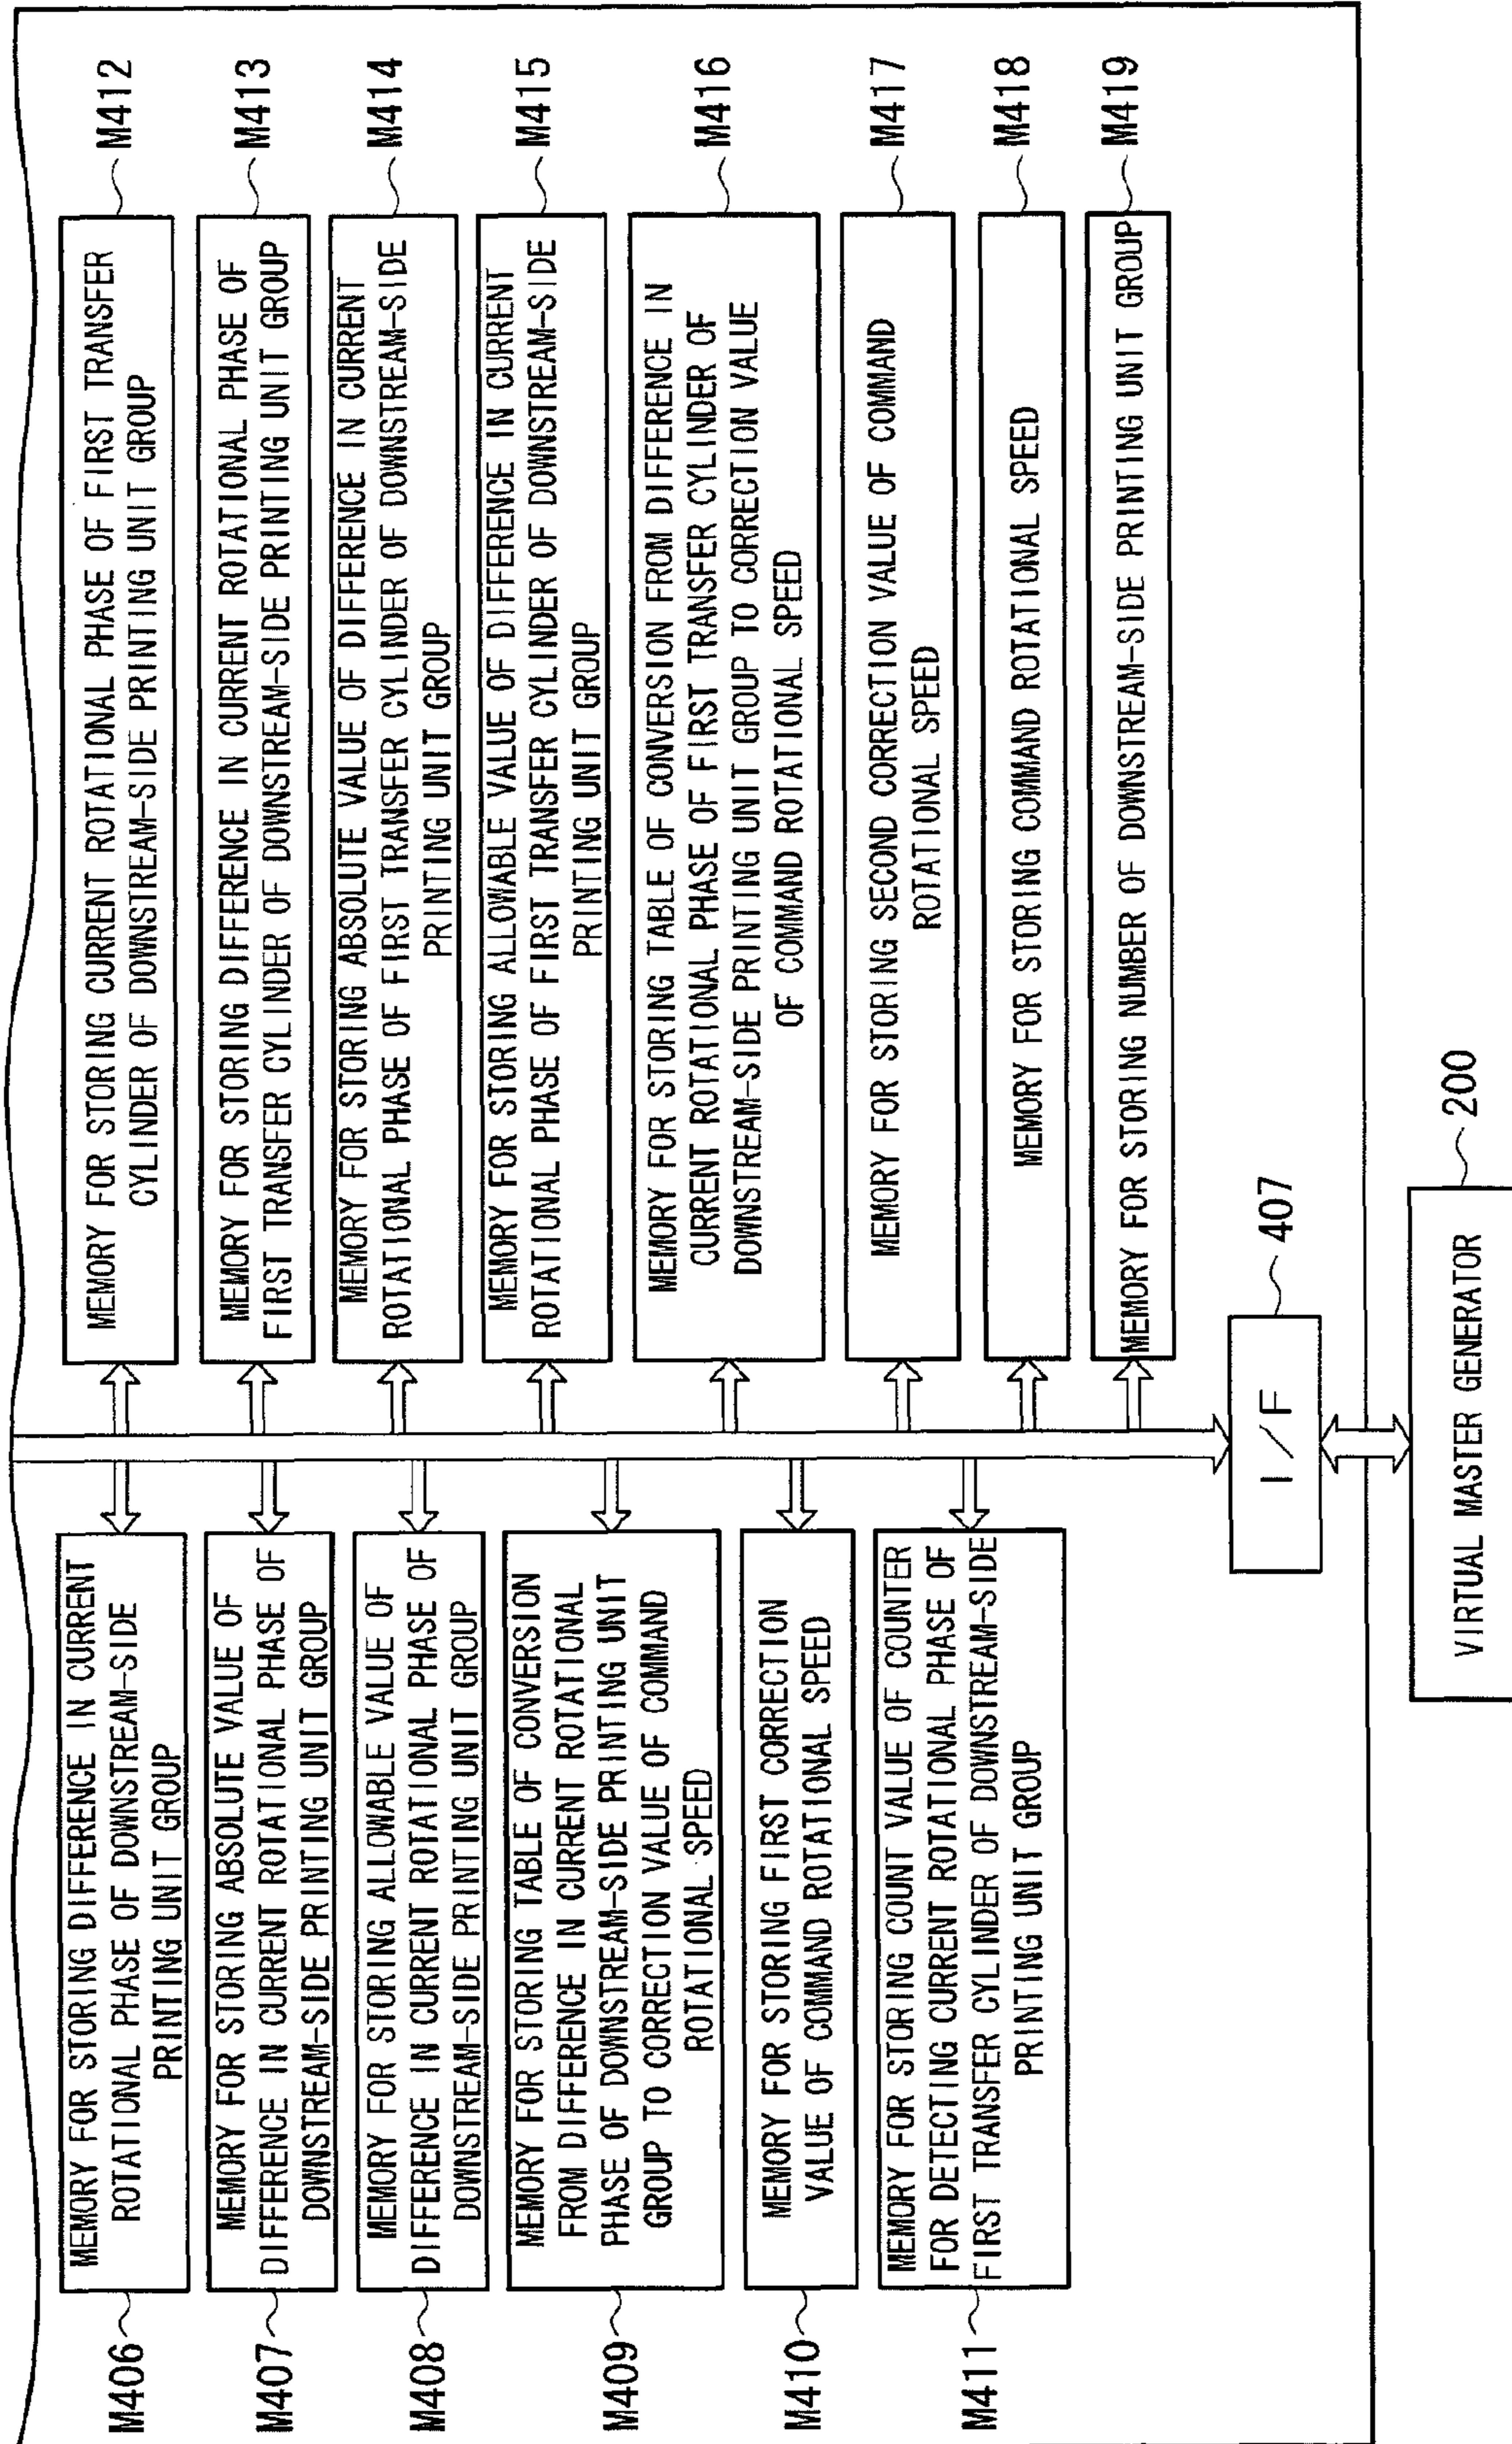 M406
MEMORY FOR STORING DIFFERENCE IN CURRENT
ROTATIONAL PHASE OF DOWNSTREAM-SIDE
PRINTING UNIT GROUP
M407
MEMORY FOR STORING ABSOLUTE VALUE OF
DIFFERENCE IN CURRENT ROTATIONAL PHASE OF
DOWNSTREAM-SIDE PRINTING UNIT GROUP
M408
MEMORY FOR STORING ALLOWABLE VALUE OF
DIFFERENCE IN CURRENT ROTATIONAL PHASE OF
DOWNSTREAM-SIDE PRINTING UNIT GROUP
M409
MEMORY FOR STORING TABLE OF CONVERSION
FROM DIFFERENCE IN CURRENT ROTATIONAL
PHASE OF DOWNSTREAM-SIDE PRINTING UNIT
GROUP TO CORRECTION VALUE OF COMMAND
ROTATIONAL SPEED
M410
MEMORY FOR STORING FIRST CORRECTION
VALUE OF COMMAND ROTATIONAL SPEED
M411
MEMORY FOR STORING COUNT VALUE OF COUNTER
FOR DETECTING CURRENT ROTATIONAL PHASE OF
FIRST TRANSFER CYLINDER OF DOWNSTREAM-SIDE
PRINTING UNIT GROUP
MEMORY FOR STORING CURRENT ROTATIONAL PHASE OF FIRST TRANSFER
CYLINDER OF DOWNSTREAM-SIDE PRINTING UNIT GROUP
M412
MEMORY FOR STORING DIFFERENCE IN CURRENT ROTATIONAL PHASE OF
FIRST TRANSFER CYLINDER OF DOWNSTREAM-SIDE PRINTING UNIT GROUP
M413
MEMORY FOR STORING ABSOLUTE VALUE OF DIFFERENCE IN CURRENT
ROTATIONAL PHASE OF FIRST TRANSFER CYLINDER OF DOWNSTREAM-SIDE
PRINTING UNIT GROUP
M414
MEMORY FOR STORING ALLOWABLE VALUE OF DIFFERENCE IN CURRENT
ROTATIONAL PHASE OF FIRST TRANSFER CYLINDER OF DOWNSTREAM-SIDE
PRINTING UNIT GROUP
M415
MEMORY FOR STORING TABLE OF CONVERSION FROM DIFFERENCE IN
CURRENT ROTATIONAL PHASE OF FIRST TRANSFER CYLINDER OF
DOWNSTREAM-SIDE PRINTING UNIT GROUP TO CORRECTION VALUE
OF COMMAND ROTATIONAL SPEED
M416
MEMORY FOR STORING SECOND CORRECTION VALUE OF COMMAND
ROTATIONAL SPEED
M417
MEMORY FOR STORING COMMAND ROTATIONAL SPEED
M418
MEMORY FOR STORING NUMBER OF DOWNSTREAM-SIDE PRINTING UNIT GROUP
M419
I/F
407
VIRTUAL MASTER GENERATOR
200